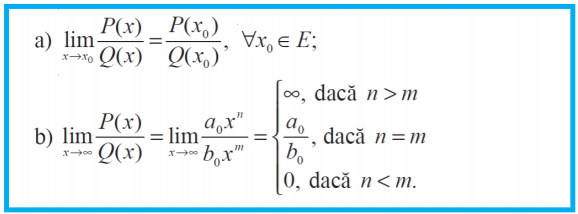 a) lim_{x→x₀} P(x)/Q(x) = P(x₀)/Q(x₀), ∀x₀ ∈ E;
b) lim_{x→∞} P(x)/Q(x) = lim_{x→∞} a₀xⁿ/b₀xᵐ = { ∞, dacă n > m
a₀/b₀, dacă n = m
0, dacă n < m.